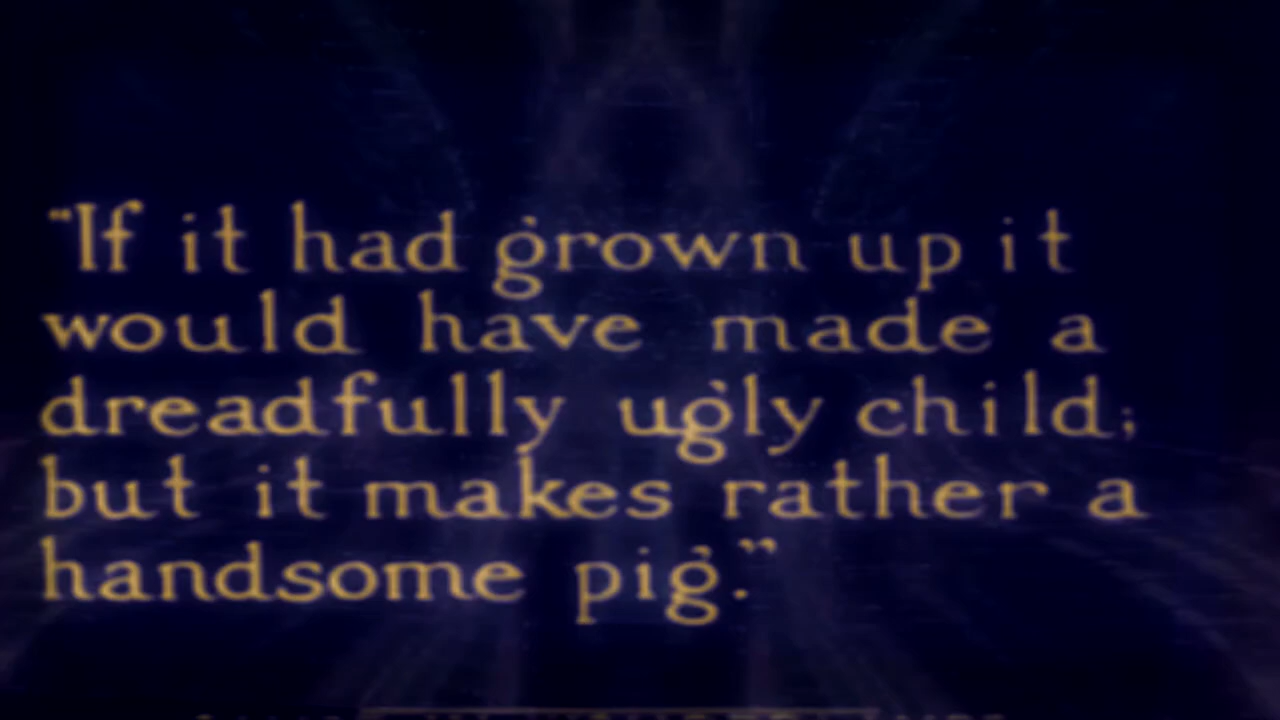 "If it had grown up it
would have made a
dreadfully ugly child;
but it makes rather a
handsome pig."